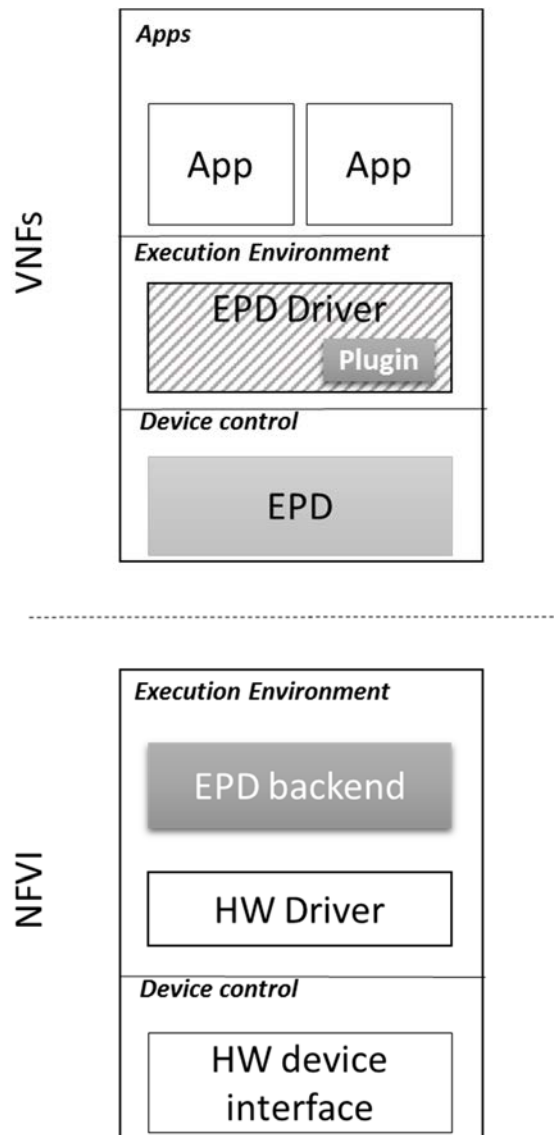 Apps
App
App
VNFs
Execution Environment
EPD Driver
Plugin
Device control
EPD
Execution Environment
EPD backend
NFVI
HW Driver
Device control
HW device
interface